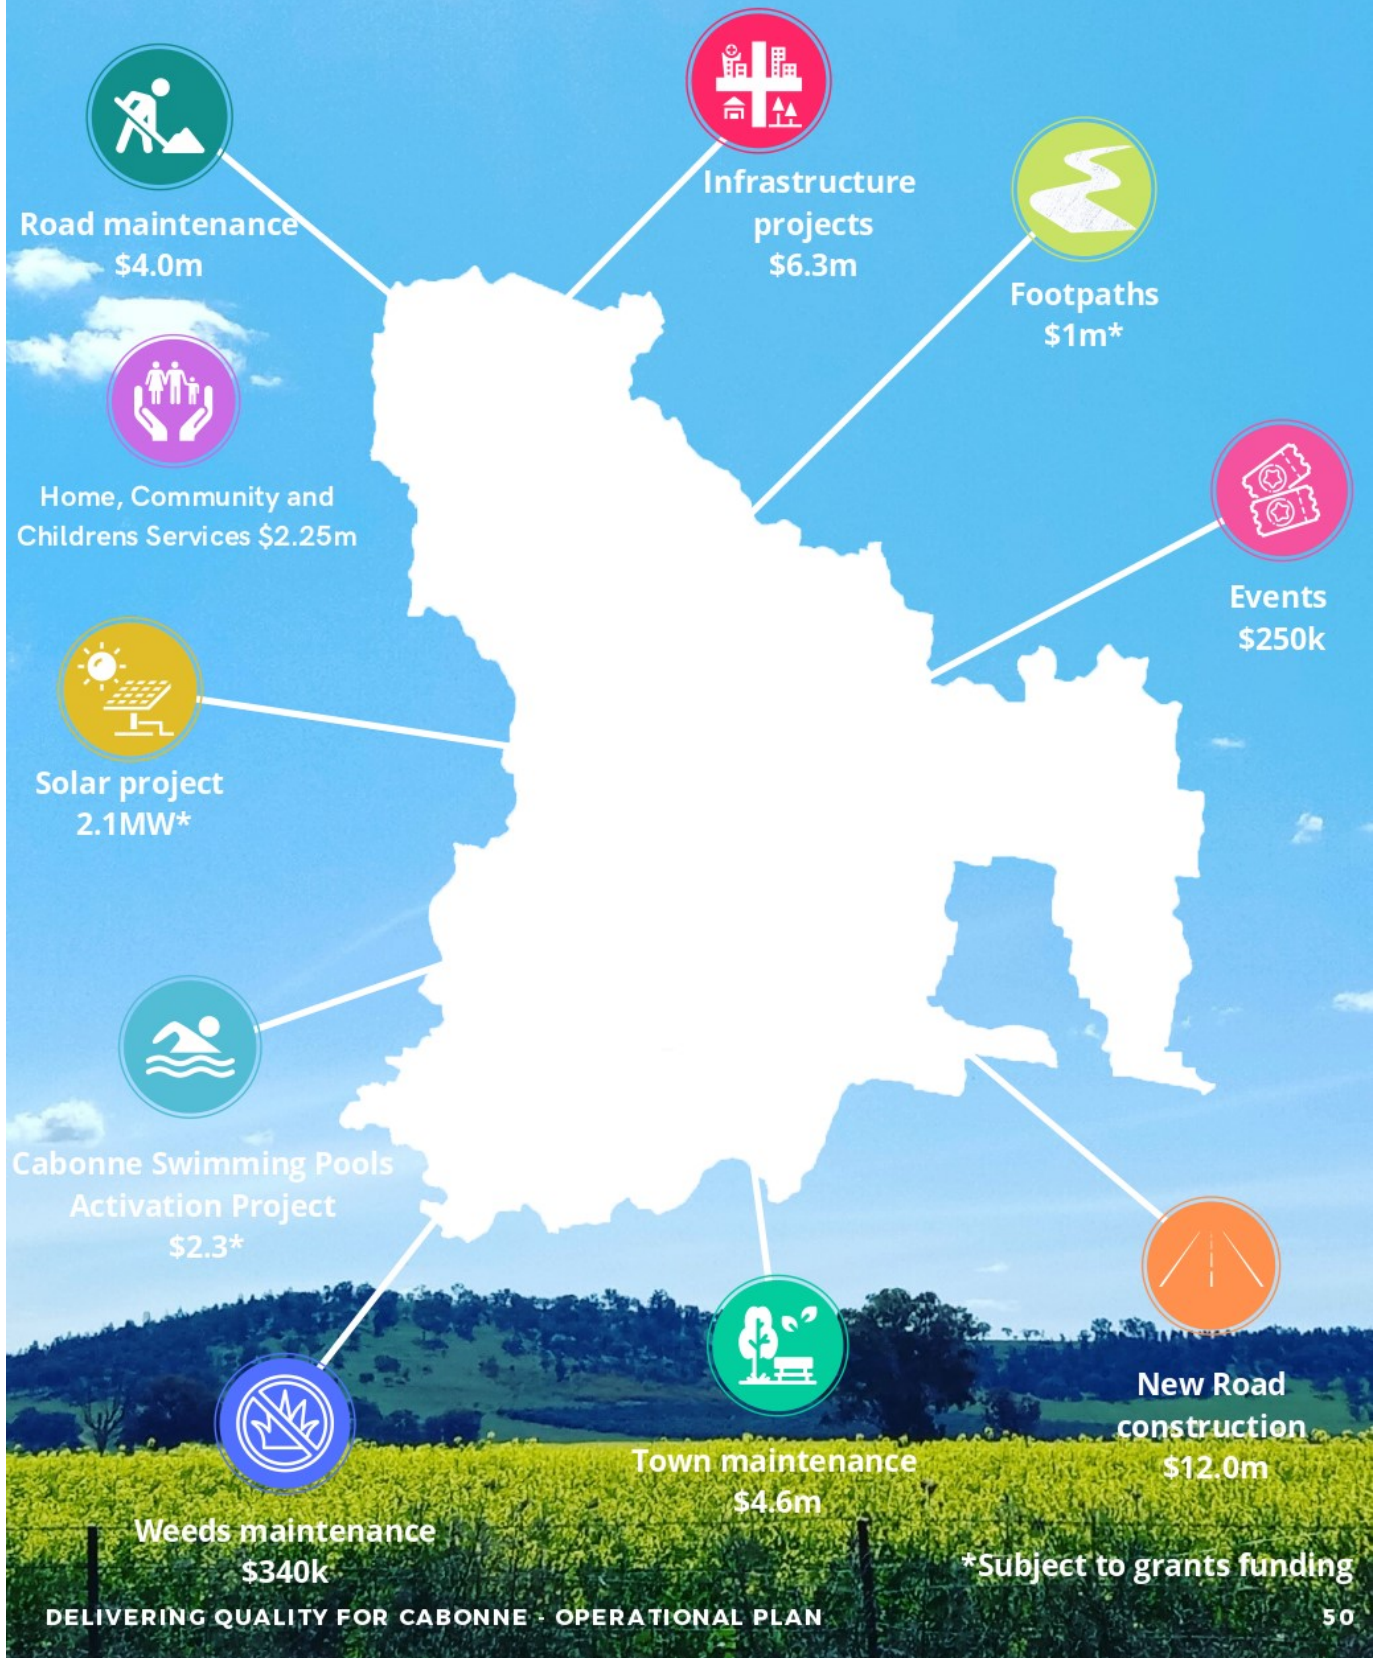 Road maintenance
$4.0m
Infrastructure
projects
$6.3m
Footpaths
$1m*
Home, Community and
Childrens Services $2.25m
Events
$250k
Solar project
2.1MW*
Cabonne Swimming Pools
Activation Project
$2.3*
New Road
construction
$12.0m
Town maintenance
$4.6m
Weeds maintenance
$340k
*Subject to grants funding
DELIVERING QUALITY FOR CABONNE - OPERATIONAL PLAN
50